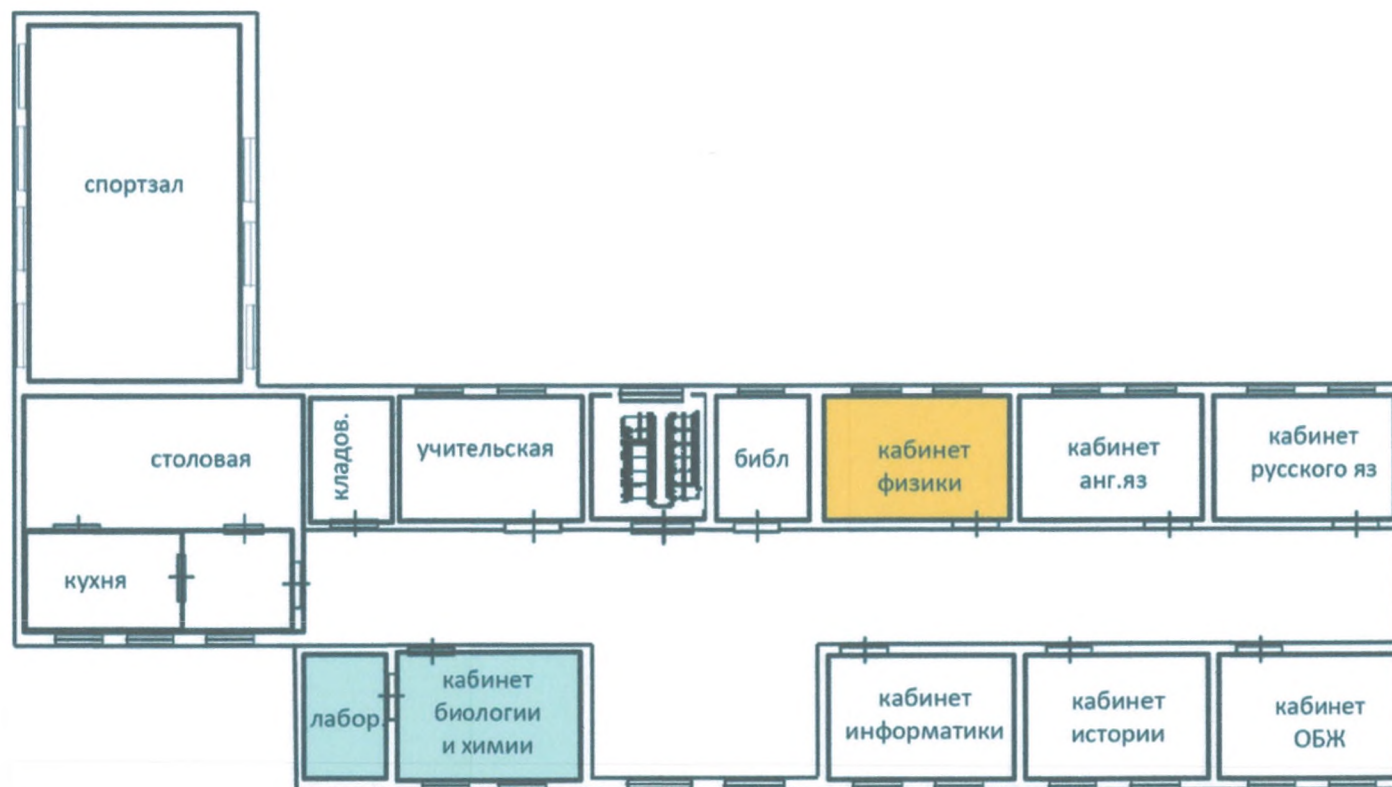 спортзал
столовая
кладов.
учительская
библ
кабинет
физики
кабинет
анг.яз
кабинет
русского яз
кухня
лабор.
кабинет
биологии
и химии
кабинет
информатики
кабинет
истории
кабинет
ОБЖ